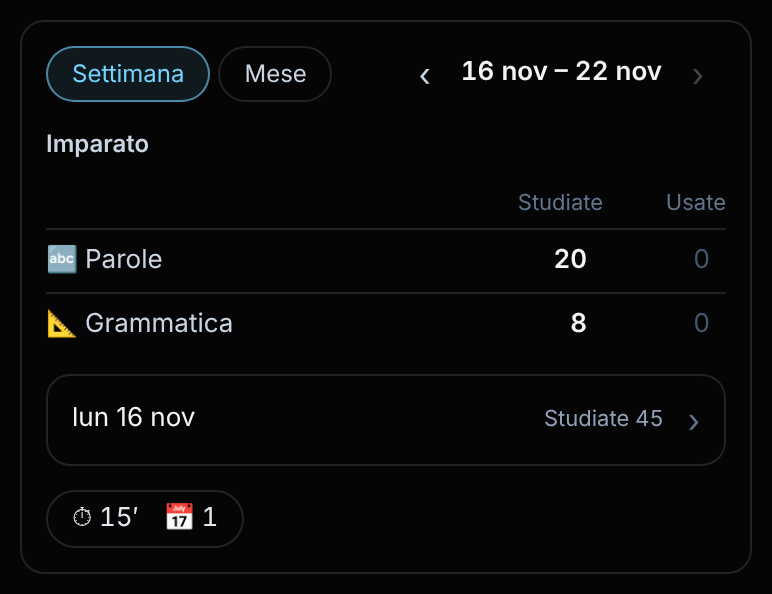 Settimana Mese ‹ 16 nov – 22 nov ›
Imparato
Studiate Usate
🔤 Parole 20 0
📐 Grammatica 8 0
lun 16 nov Studiate 45 ›
⏱ 15′ 📅 1